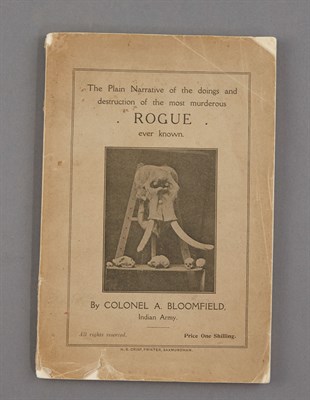 The Plain Narrative of the doings and
destruction of the most murderous
. ROGUE .
ever known.
By COLONEL A. BLOOMFIELD.
Indian Army.
All rights reserved. Price One Shilling.
PRINTER,